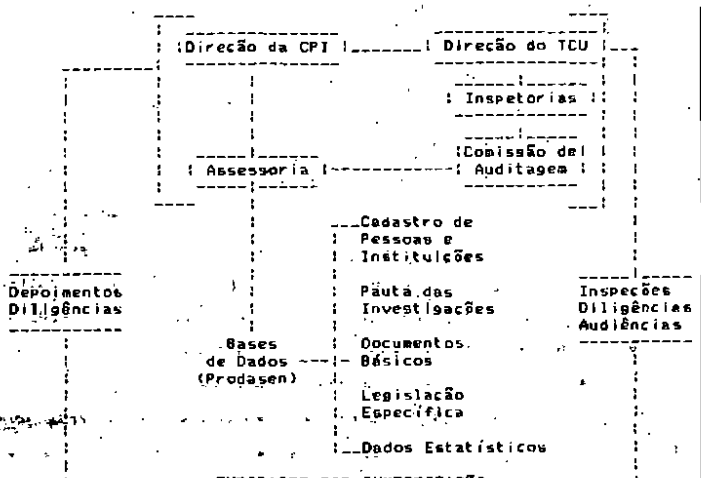 Direção da CPI
Direção do TCU
Inspetorias
Assessoria
Comissão de
Auditagem
Cadastro de
Pessoas e
Instituições
Depoimentos
Diligências
Pauta das
Investigações
Inspeções
Diligências
Audiências
Bases
de Dados
(Prodasen)
Documentos
Básicos
Legislação
Específica
Dados Estatísticos